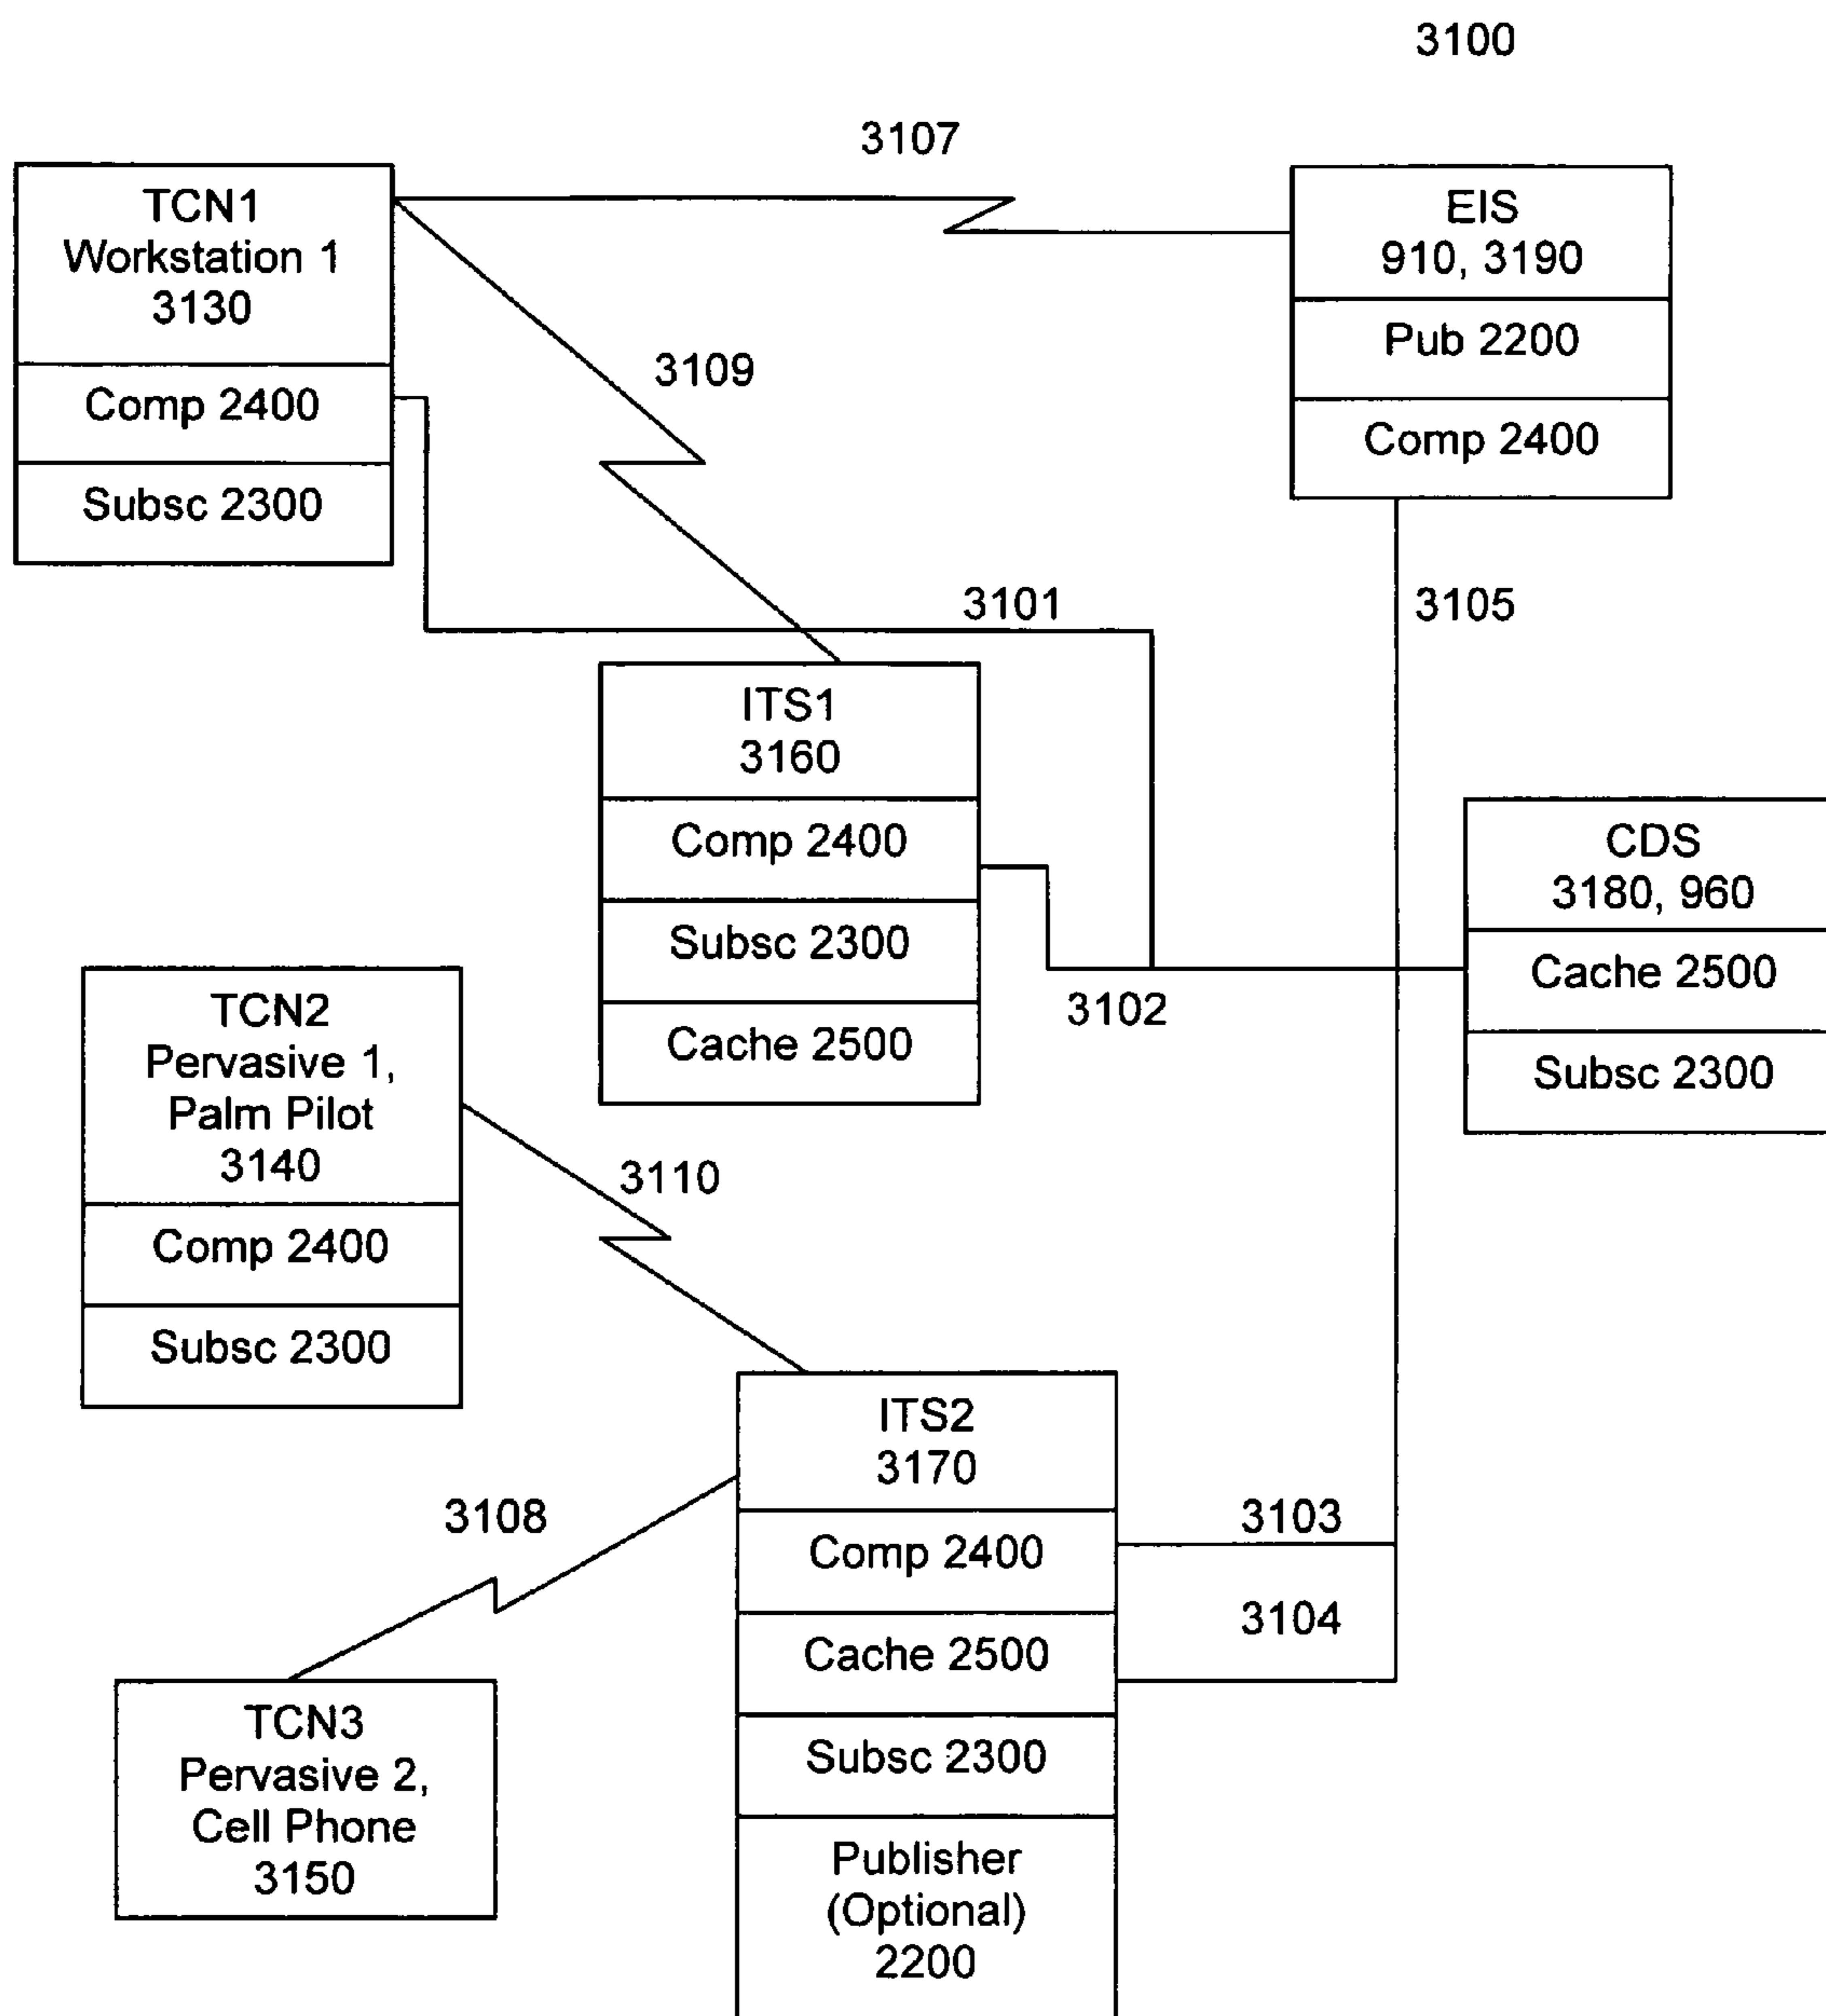 3100
3107
TCN1
Workstation 1
3130
Comp 2400
Subsc 2300
EIS
910, 3190
Pub 2200
Comp 2400
3109
3101
3105
ITS1
3160
Comp 2400
Subsc 2300
Cache 2500
3102
CDS
3180, 960
Cache 2500
Subsc 2300
TCN2
Pervasive 1,
Palm Pilot
3140
Comp 2400
Subsc 2300
3110
ITS2
3170
Comp 2400
Cache 2500
Subsc 2300
Publisher
(Optional)
2200
3103
3104
3108
TCN3
Pervasive 2,
Cell Phone
3150